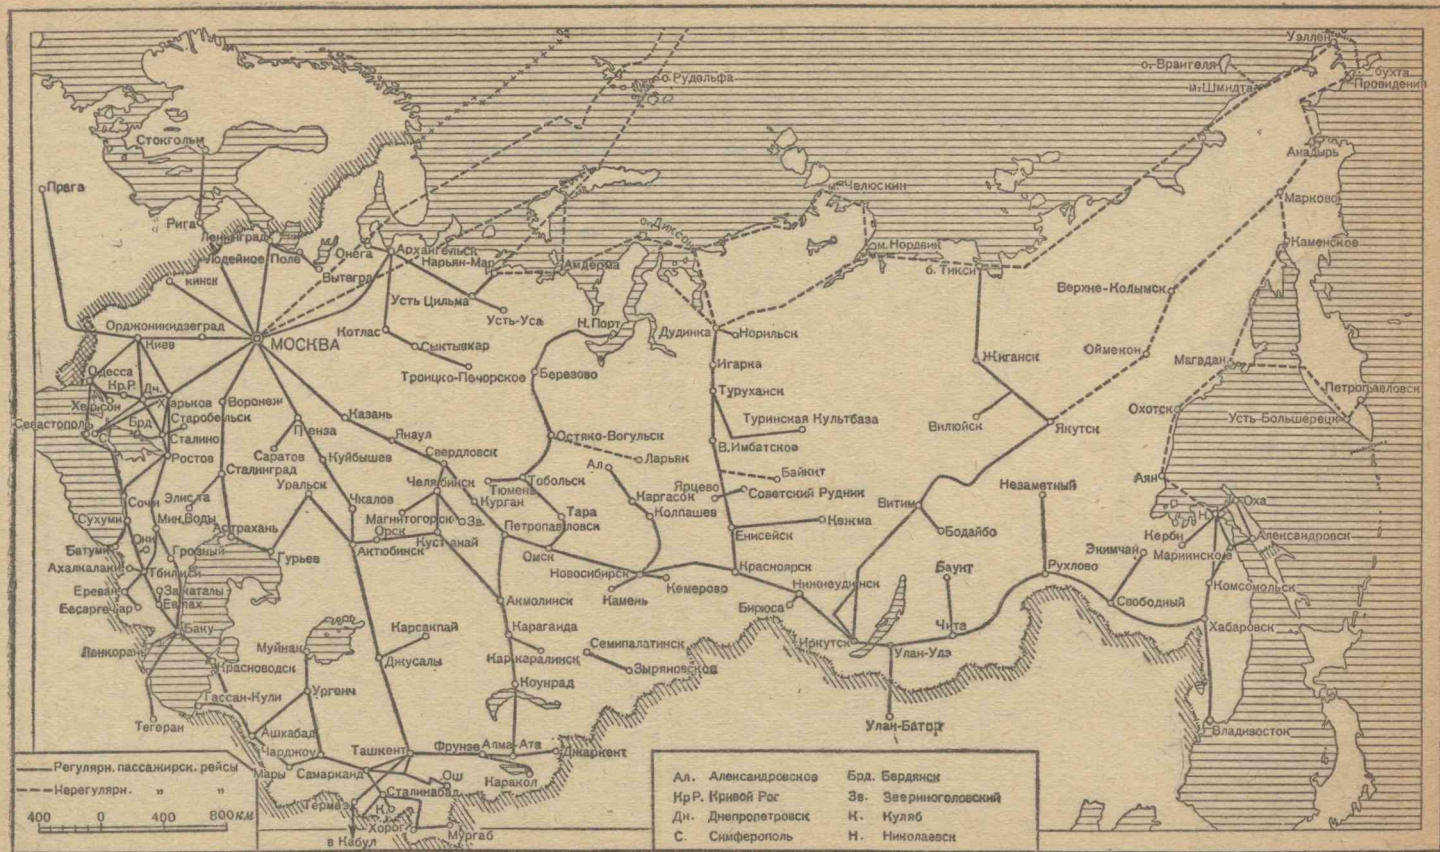 Уэллен
о. Врангеля
м. Шмидта
бухта
Провидения
о. Рудольфа
Стокгольм
Анадырь
Прага
м. Челюскин
Марково
Рига
Ленинград
о. Диксон
Каменское
Онега
Архангельск
Лодейное Поле
Нарьян-Мар
м. Нордвик
Вытегра
Амдерма
б. Тикси
минск
Усть Цильма
Верхне-Колымск
Усть-Уса
Н. Порт
Орджоникидзеград
Котлас
Дудинка
Норильск
Киев
МОСКВА
Сыктывкар
Жиганск
Оймекон
Магадан
Троицко-Печорское
Березово
Игарка
Одесса
Кр.Р.
Дн.
Туруханск
Петропавловск
Херсон
Харьков
Воронеж
Казань
Туринская Культбаза
Охотск
Усть-Большерецк
Севастополь
С
Брд
Старобельск
Пенза
Вилюйск
Якутск
Сталино
Янаул
Остяко-Вогульск
В.Имбатское
Саратов
Ростов
Куйбышев
Свердловск
Ларьяк
Ал
Байкит
Сталинград
Уральск
Челябинск
Тюмень
Тобольск
Ярцево
Советский Рудник
Аян
Сочи
Элиста
Чкалов
Курган
Каргасок
Витим
Незаметный
Оха
Магнитогорск
Зв.
Тара
Колпашев
Н
Сухуми
Мин.Воды
Астрахань
Орск
Кустанай
Петропавловск
Кежма
Бодайбо
Керби
Александровск
Батуми
Они
Грозный
Гурьев
Актюбинск
Омск
Енисейск
Экимчан
Мариинское
Ахалкалаки
Тбилиси
Новосибирск
Красноярск
Нижнеудинск
Баунт
Рухлово
Ереван
Закаталы
Камень
Кемерово
Комсомольск
Басаргечар
Евлах
Акмолинск
Бирюса
Свободный
Баку
Карсакпай
Караганда
Чита
Хабаровск
Ленкорань
Муйнак
Семипалатинск
Иркутск
Улан-Удэ
Красноводск
Джусалы
Каркаралинск
Зыряновское
Гассан-Кули
Ургенч
Коунрад
Тегеран
Улан-Батор
Ашхабад
Владивосток
Чарджоу
Ташкент
Фрунзе
Алма-Ата
Джаркент
Мары
Самарканд
Ош
Каракол
Сталинабад
Термез
К.
Хорог
Мургаб
в Кабул
Регулярн. пассажирск. рейсы
Нерегулярн. " "
400 0 400 800 км
Ал. Александровское
Кр Р. Кривой Рог
Дн. Днепропетровск
С. Симферополь
Брд. Бердянск
Зв. Звериноголовский
К. Куляб
Н. Николаевск